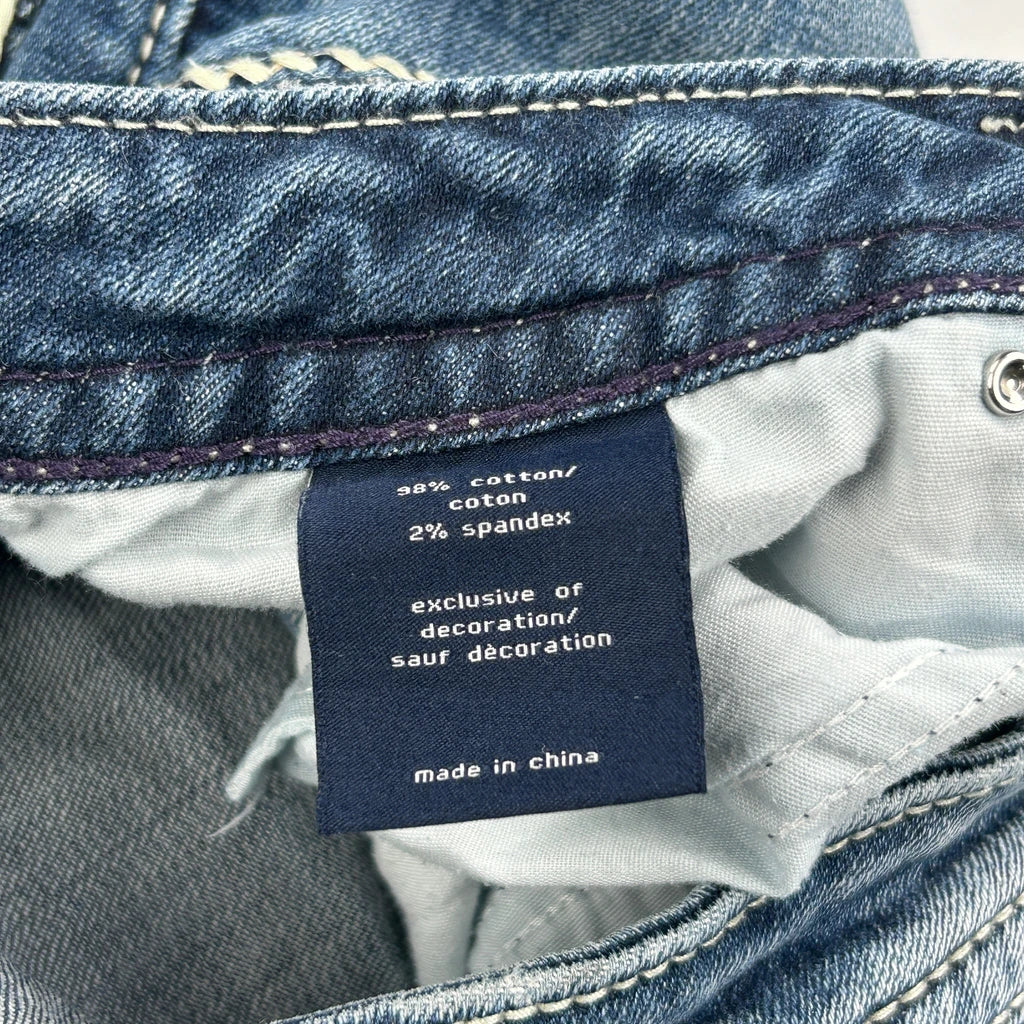 98% cotton/
coton
2% spandex
exclusive of
decoration/
sauf dècoration
made in china